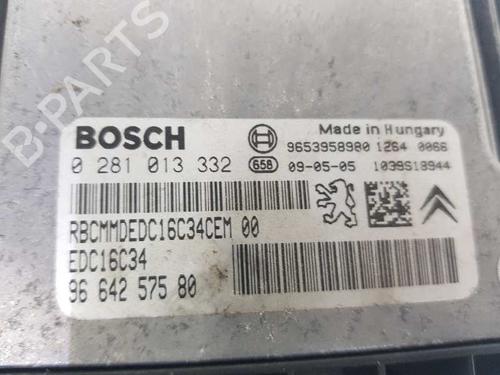 B-PARTS
BOSCH
Made in Hungary
9653958980 1264 0066
0 281 013 332
658
09-05-05
1039S18944
RBCMMDEDC16C34CEM 00
EDC16C34
96 642 575 80